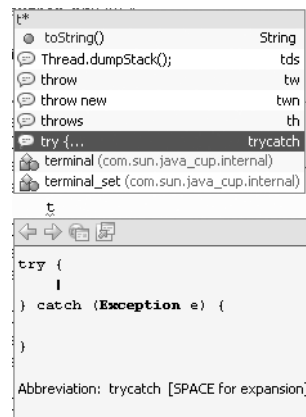 t*
toString() String
Thread.dumpStack(); tds
throw tw
throw new twn
throws th
try {... trycatch
terminal (com.sun.java_cup.internal)
terminal_set (com.sun.java_cup.internal)
t
try {
} catch (Exception e) {
}
Abbreviation: trycatch [SPACE for expansion]